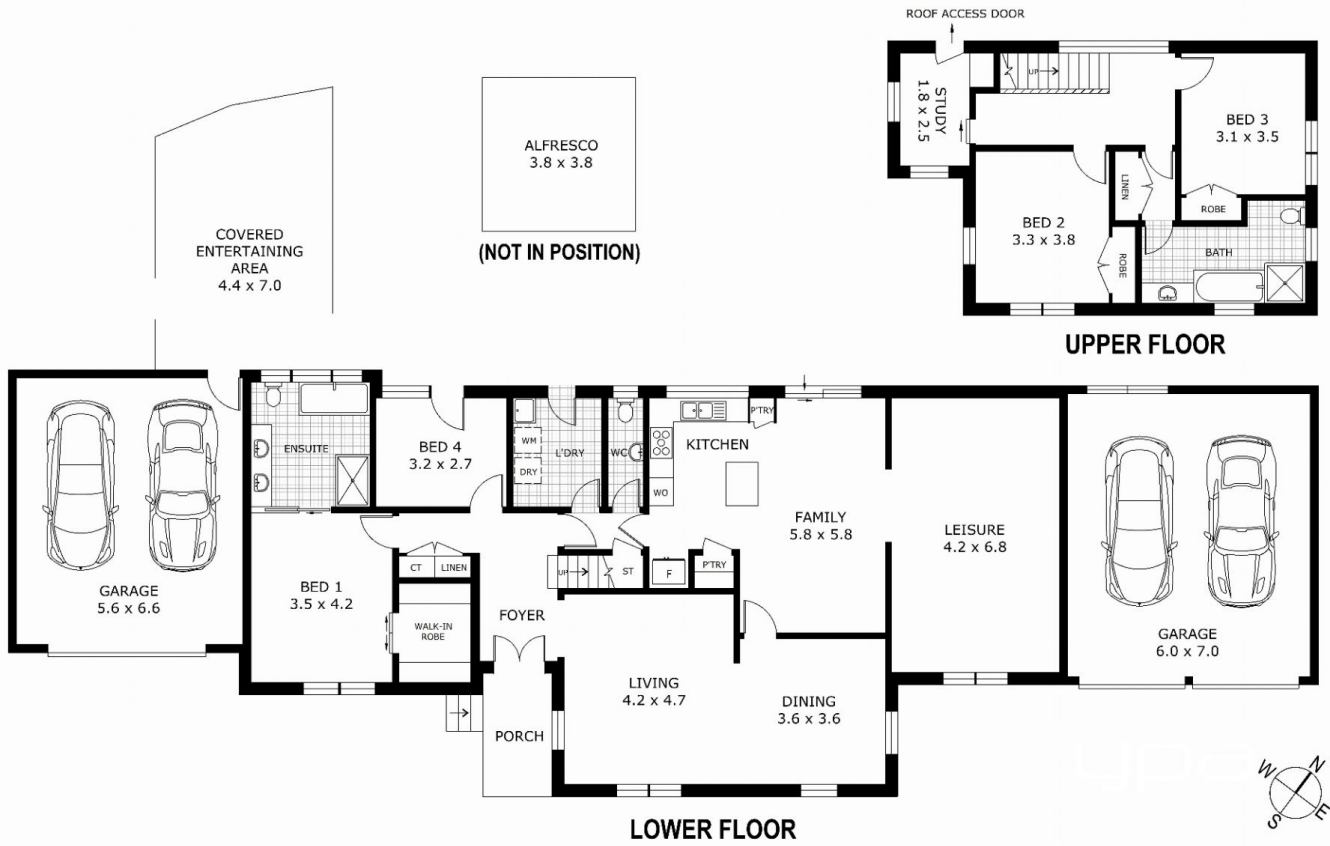 ROOF ACCESS DOOR
UP
STUDY
1.8 x 2.5
BED 3
3.1 x 3.5
LINEN
ROBE
BED 2
3.3 x 3.8
ROBE
BATH
UPPER FLOOR
ALFRESCO
3.8 x 3.8
(NOT IN POSITION)
COVERED
ENTERTAINING
AREA
4.4 x 7.0
GARAGE
5.6 x 6.6
ENSUITE
BED 4
3.2 x 2.7
WM
DRY
L'DRY
WC
KITCHEN
P'TRY
WO
F
P'TRY
FAMILY
5.8 x 5.8
LEISURE
4.2 x 6.8
GARAGE
6.0 x 7.0
BED 1
3.5 x 4.2
CT
LINEN
WALK-IN
ROBE
UP
ST
FOYER
PORCH
LIVING
4.2 x 4.7
DINING
3.6 x 3.6
LOWER FLOOR
ypa
W
N
S
E